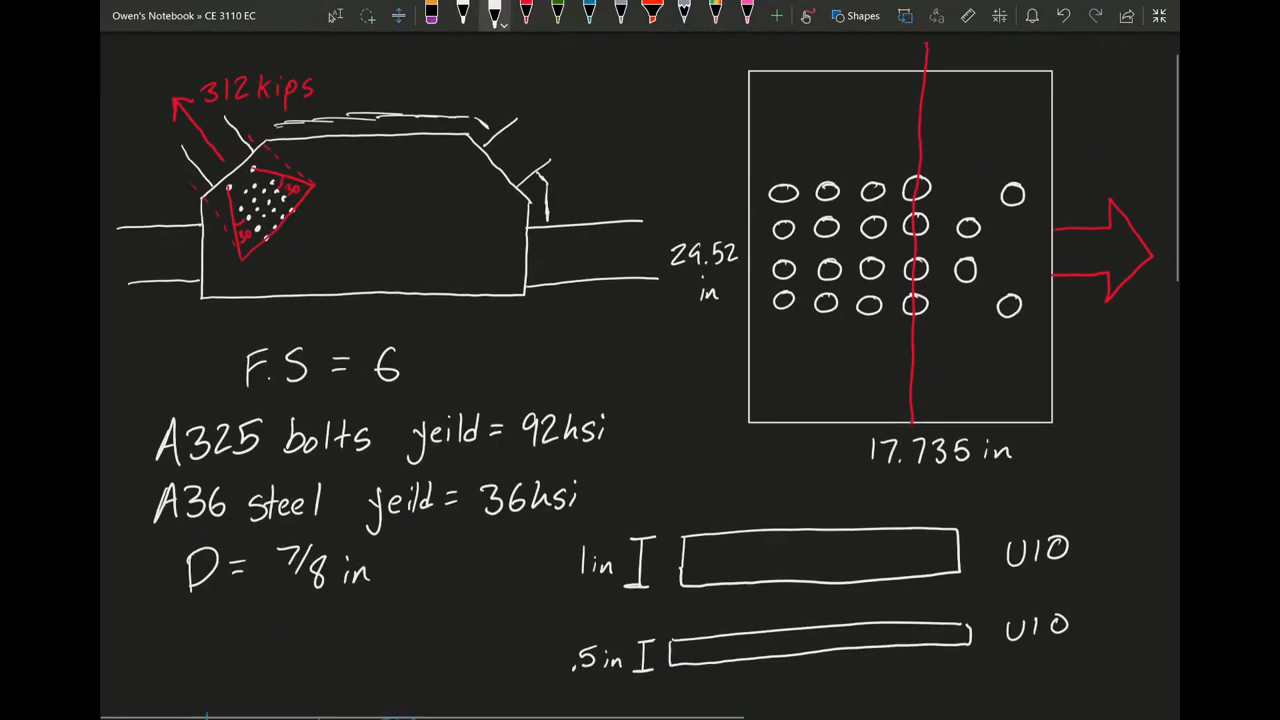 Owen's Notebook » CE 3110 EC
Shapes
312 kips
30
30
29.52
in
17.735 in
F.S = 6
A325 bolts yeild = 92ksi
A36 steel yeild = 36ksi
D = 7/8 in
1in
U10
.5in
U10